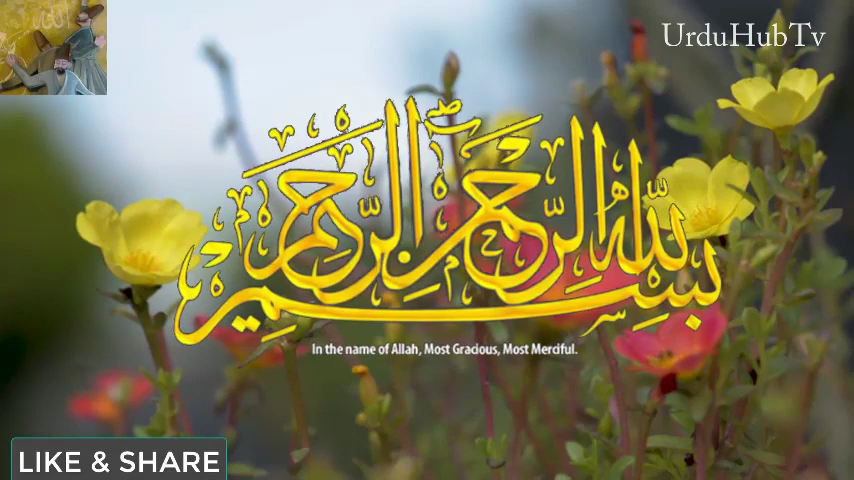 UrduHubTv
بسم الله الرحمن الرحيم
In the name of Allah, Most Gracious, Most Merciful.
LIKE & SHARE